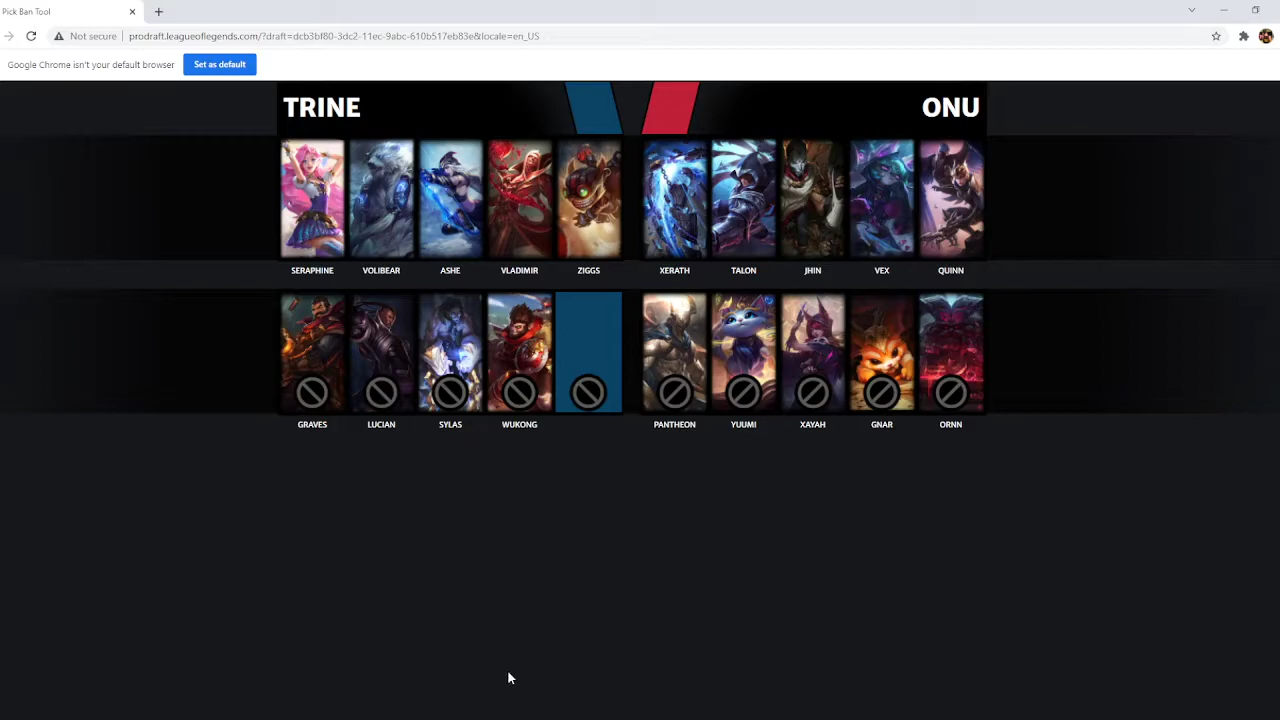 Pick Ban Tool
Not secure
prodraft.leagueoflegends.com/?draft=dcb3bf80-3dc2-11ec-9abc-610b517eb83e&locale=en_US
Google Chrome isn't your default browser
Set as default
TRINE
ONU
SERAPHINE VOLIBEAR ASHE VLADIMIR ZIGGS XERATH TALON JHIN VEX QUINN
GRAVES LUCIAN SYLAS WUKONG PANTHEON YUUMI XAYAH GNAR ORNN